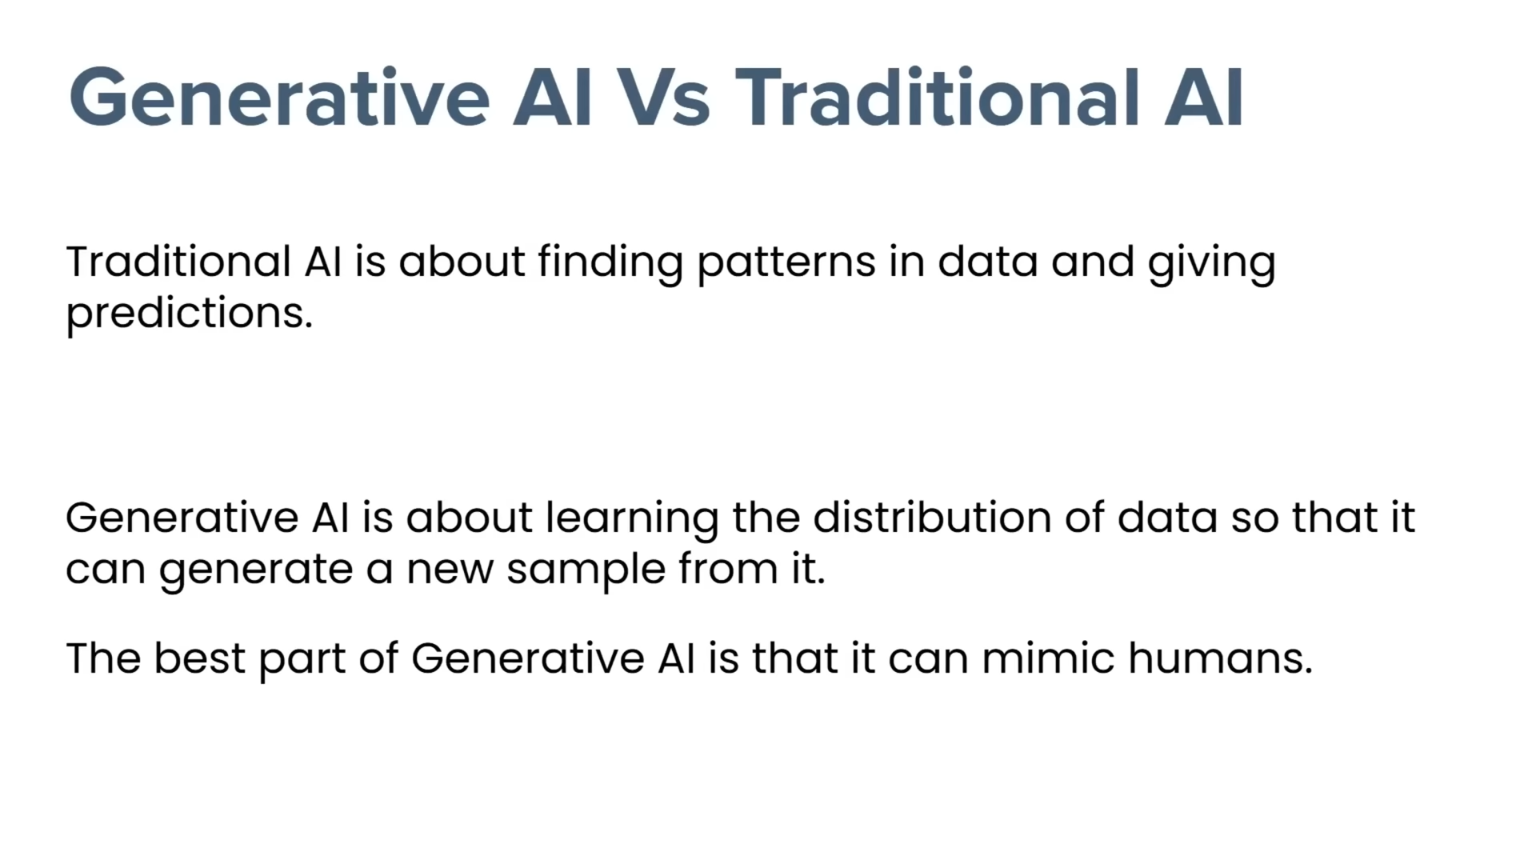 Generative AI Vs Traditional AI
Traditional AI is about finding patterns in data and giving
predictions.
Generative AI is about learning the distribution of data so that it
can generate a new sample from it.
The best part of Generative AI is that it can mimic humans.